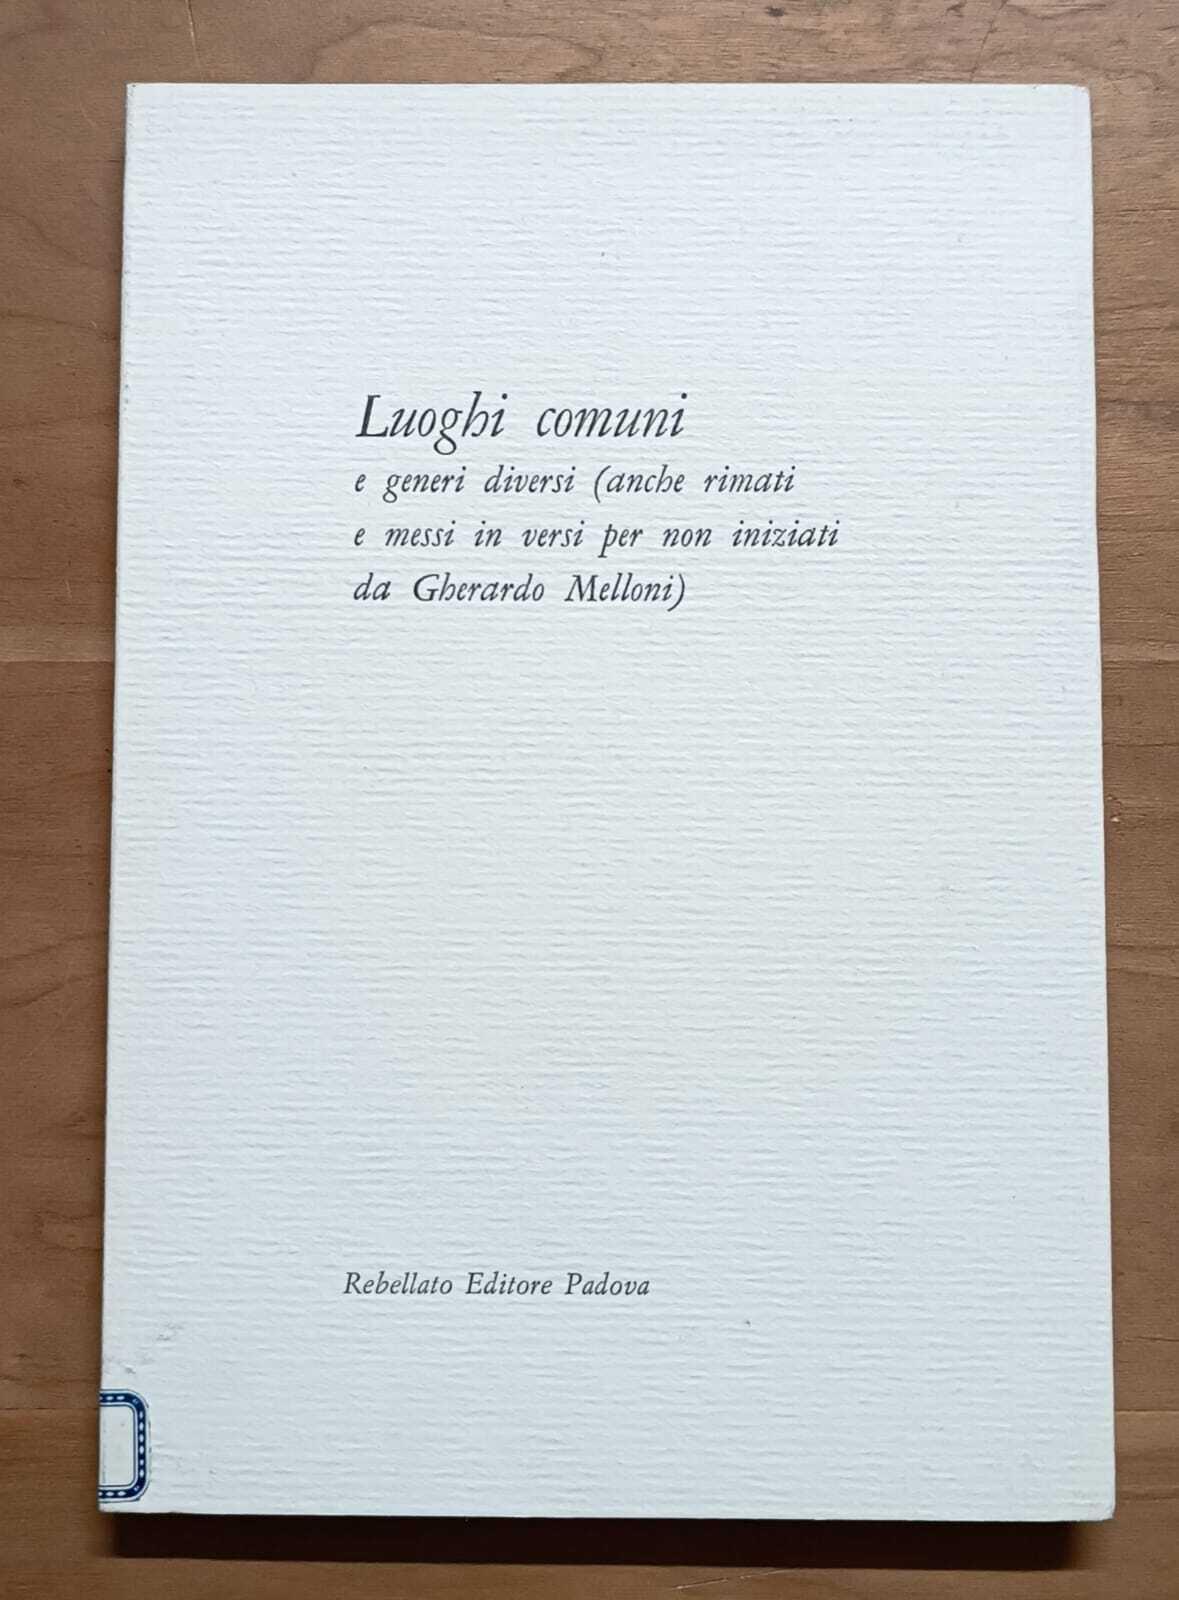 Luoghi comuni
e generi diversi (anche rimati
e messi in versi per non iniziati
da Gherardo Melloni)
Rebellato Editore Padova